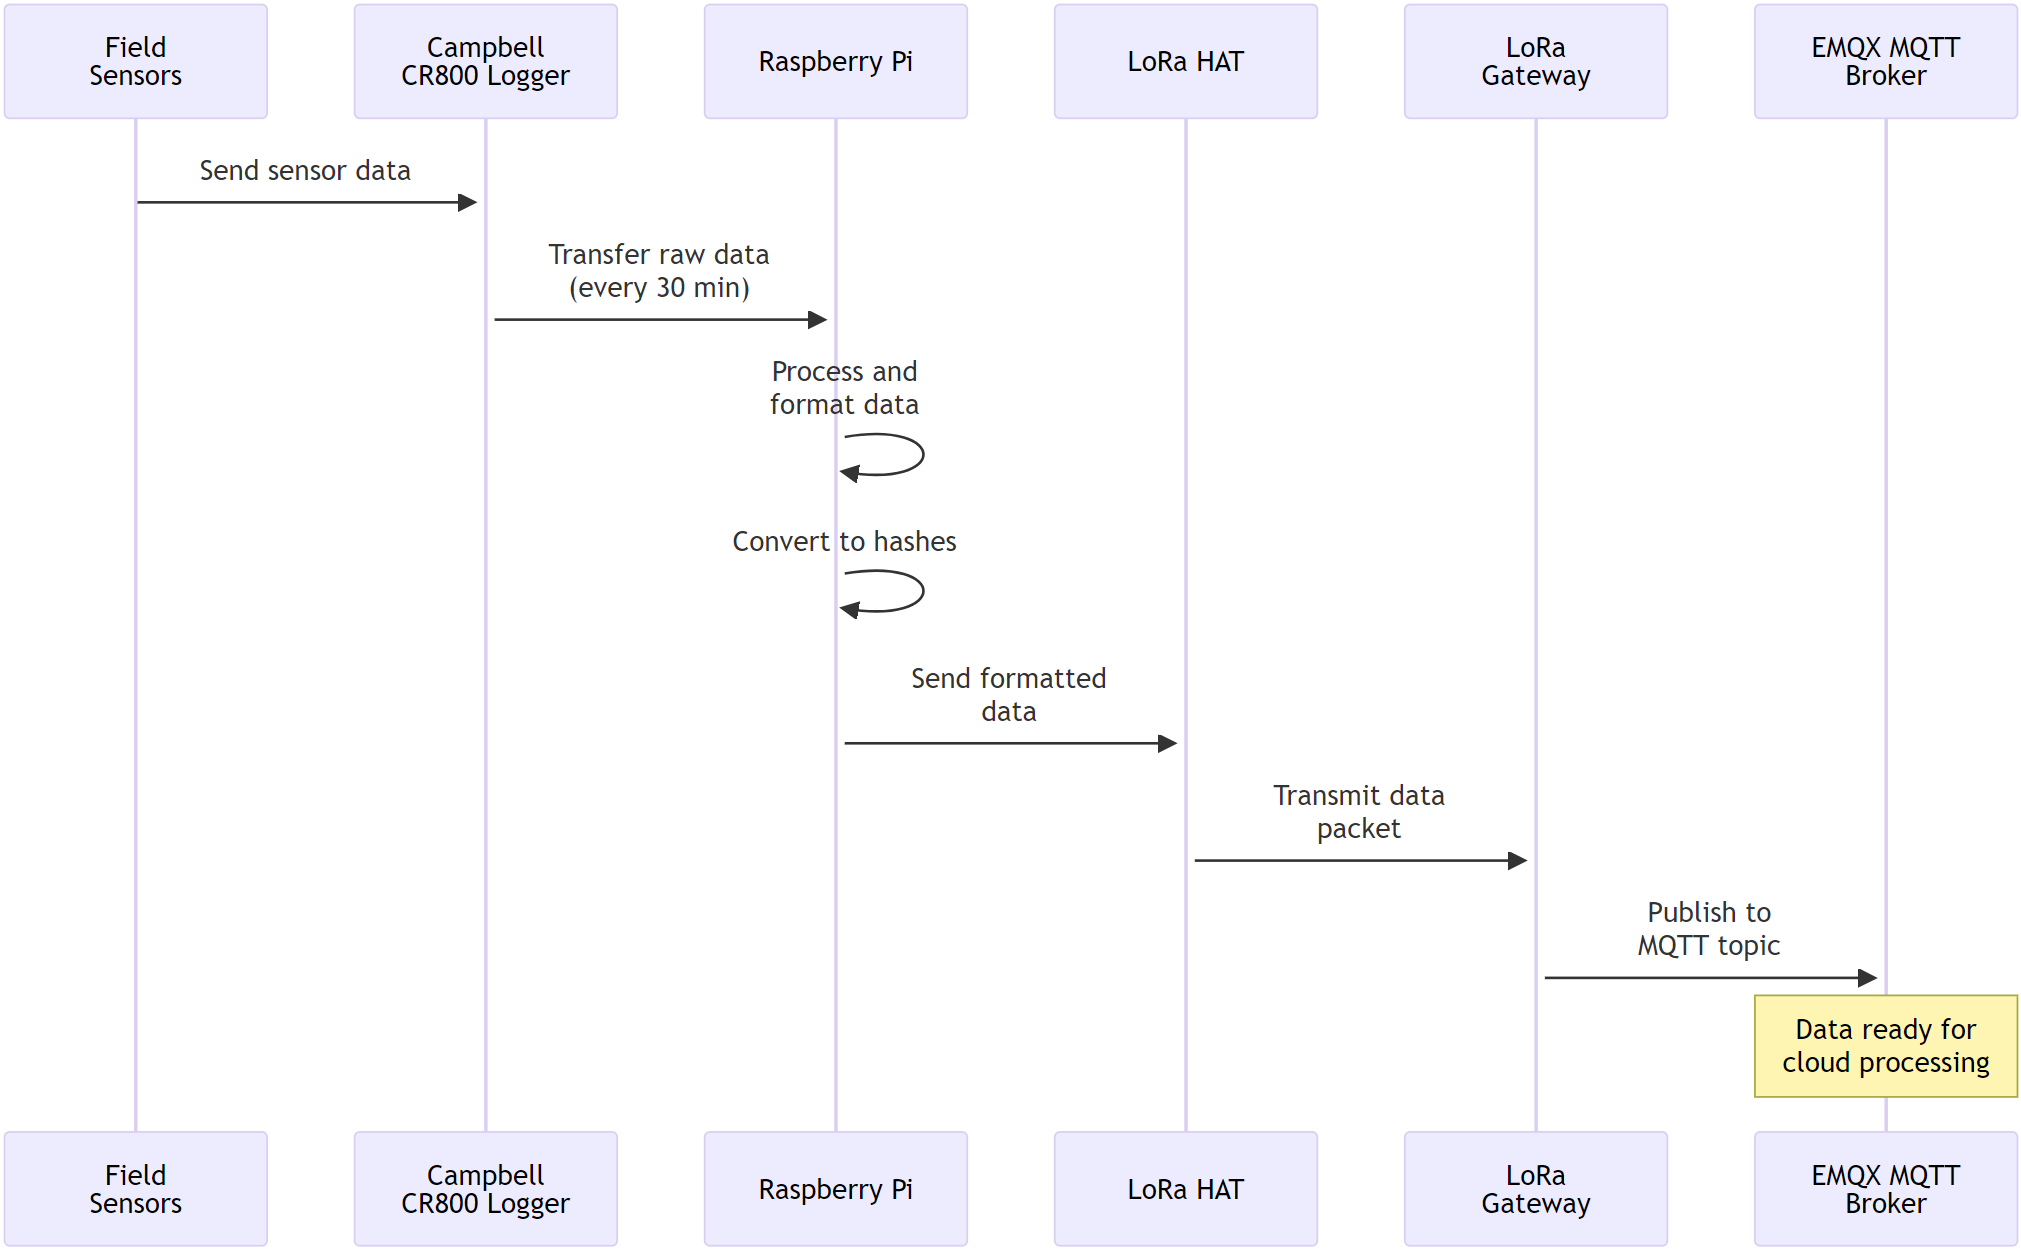 Field
Sensors
Campbell
CR800 Logger
Raspberry Pi
LoRa HAT
LoRa
Gateway
EMQX MQTT
Broker
Send sensor data
Transfer raw data
(every 30 min)
Process and
format data
Convert to hashes
Send formatted
data
Transmit data
packet
Publish to
MQTT topic
Data ready for
cloud processing
Field
Sensors
Campbell
CR800 Logger
Raspberry Pi
LoRa HAT
LoRa
Gateway
EMQX MQTT
Broker